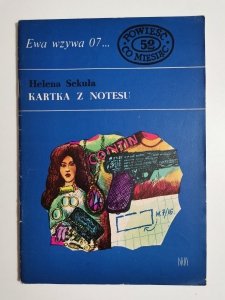 Ewa wzywa 07...
POWIEŚĆ
52
CO MIESIĄC
Helena Sekuła
KARTKA Z NOTESU